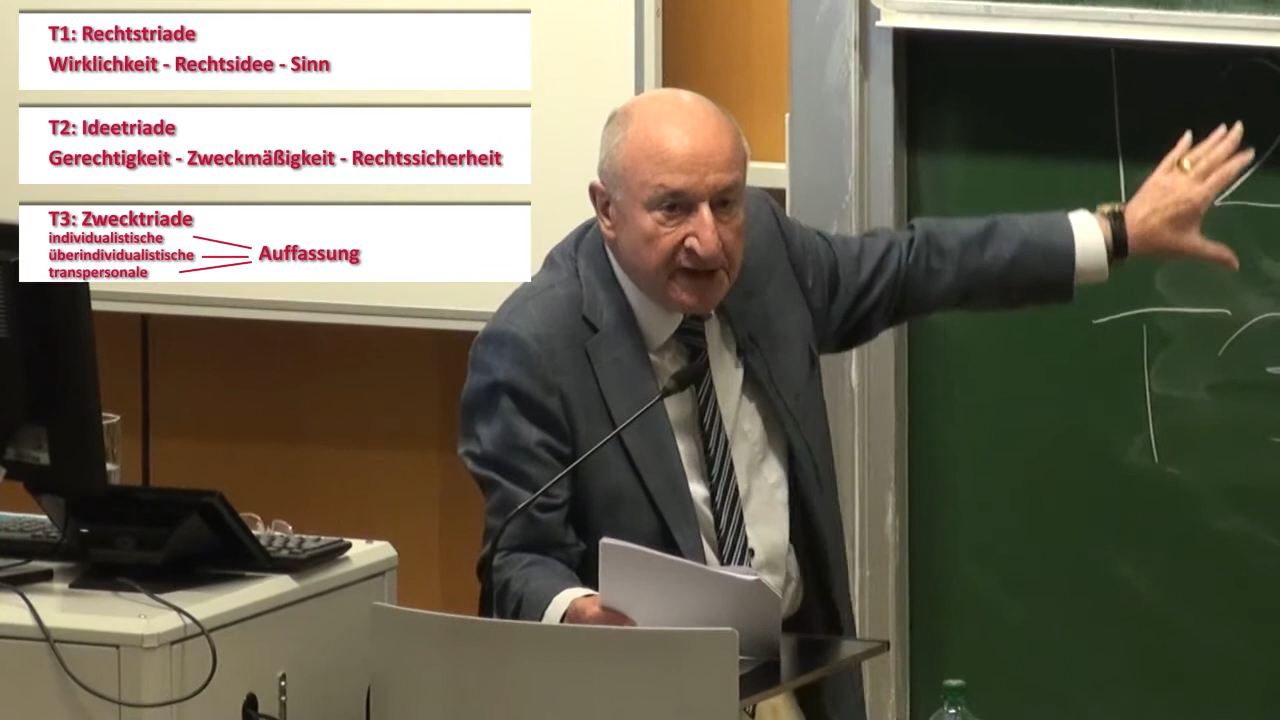 T1: Rechtstriade
Wirklichkeit - Rechtsidee - Sinn
T2: Ideetriade
Gerechtigkeit - Zweckmäßigkeit - Rechtssicherheit
T3: Zwecktriade
individualistische
überindividualistische
transpersonale
Auffassung